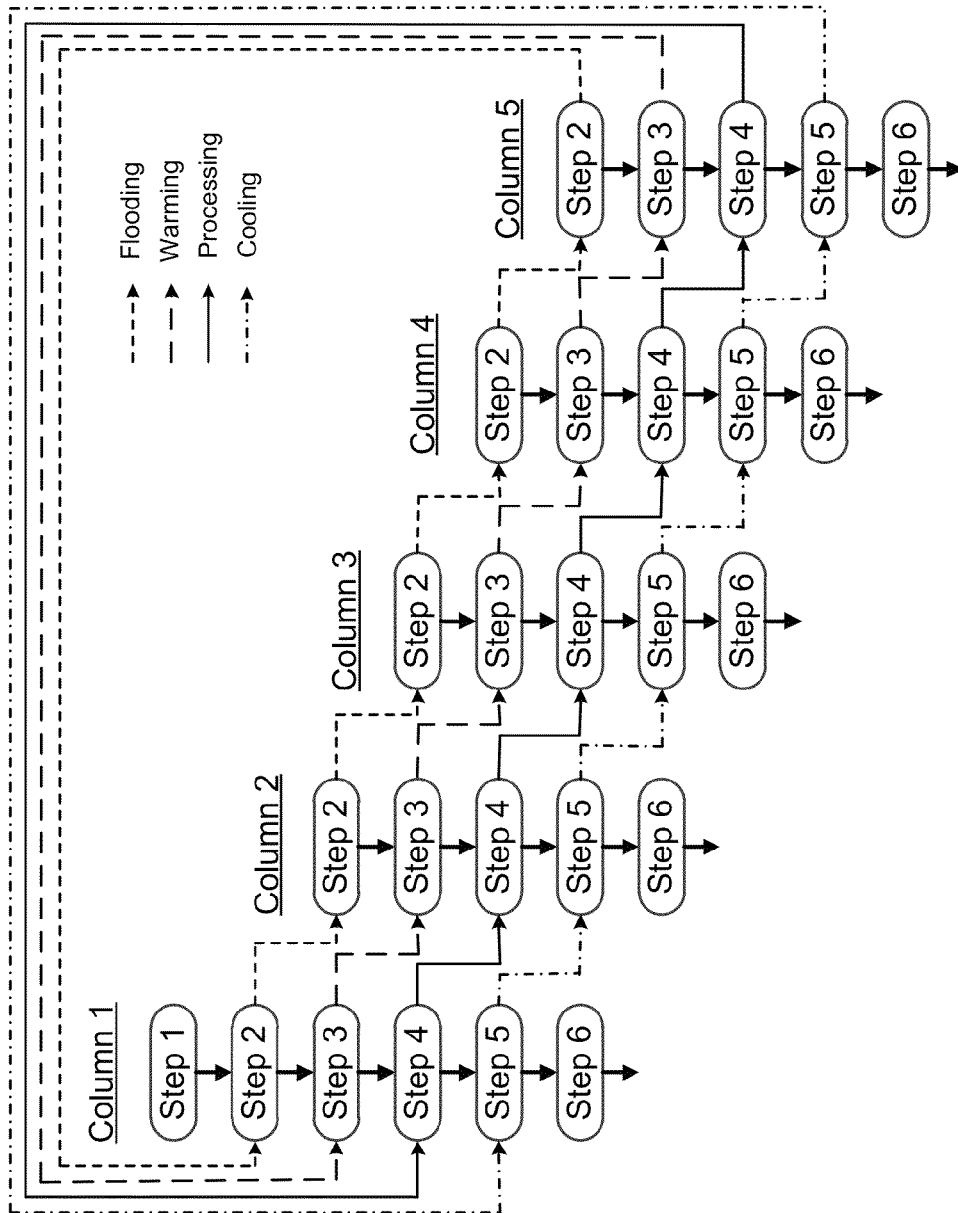 Column 1
Step 1
Step 2
Step 3
Step 4
Step 5
Step 6
Column 2
Step 2
Step 3
Step 4
Step 5
Step 6
Column 3
Step 2
Step 3
Step 4
Step 5
Step 6
Column 4
Step 2
Step 3
Step 4
Step 5
Step 6
Column 5
Step 2
Step 3
Step 4
Step 5
Step 6
Flooding
Warming
Processing
Cooling